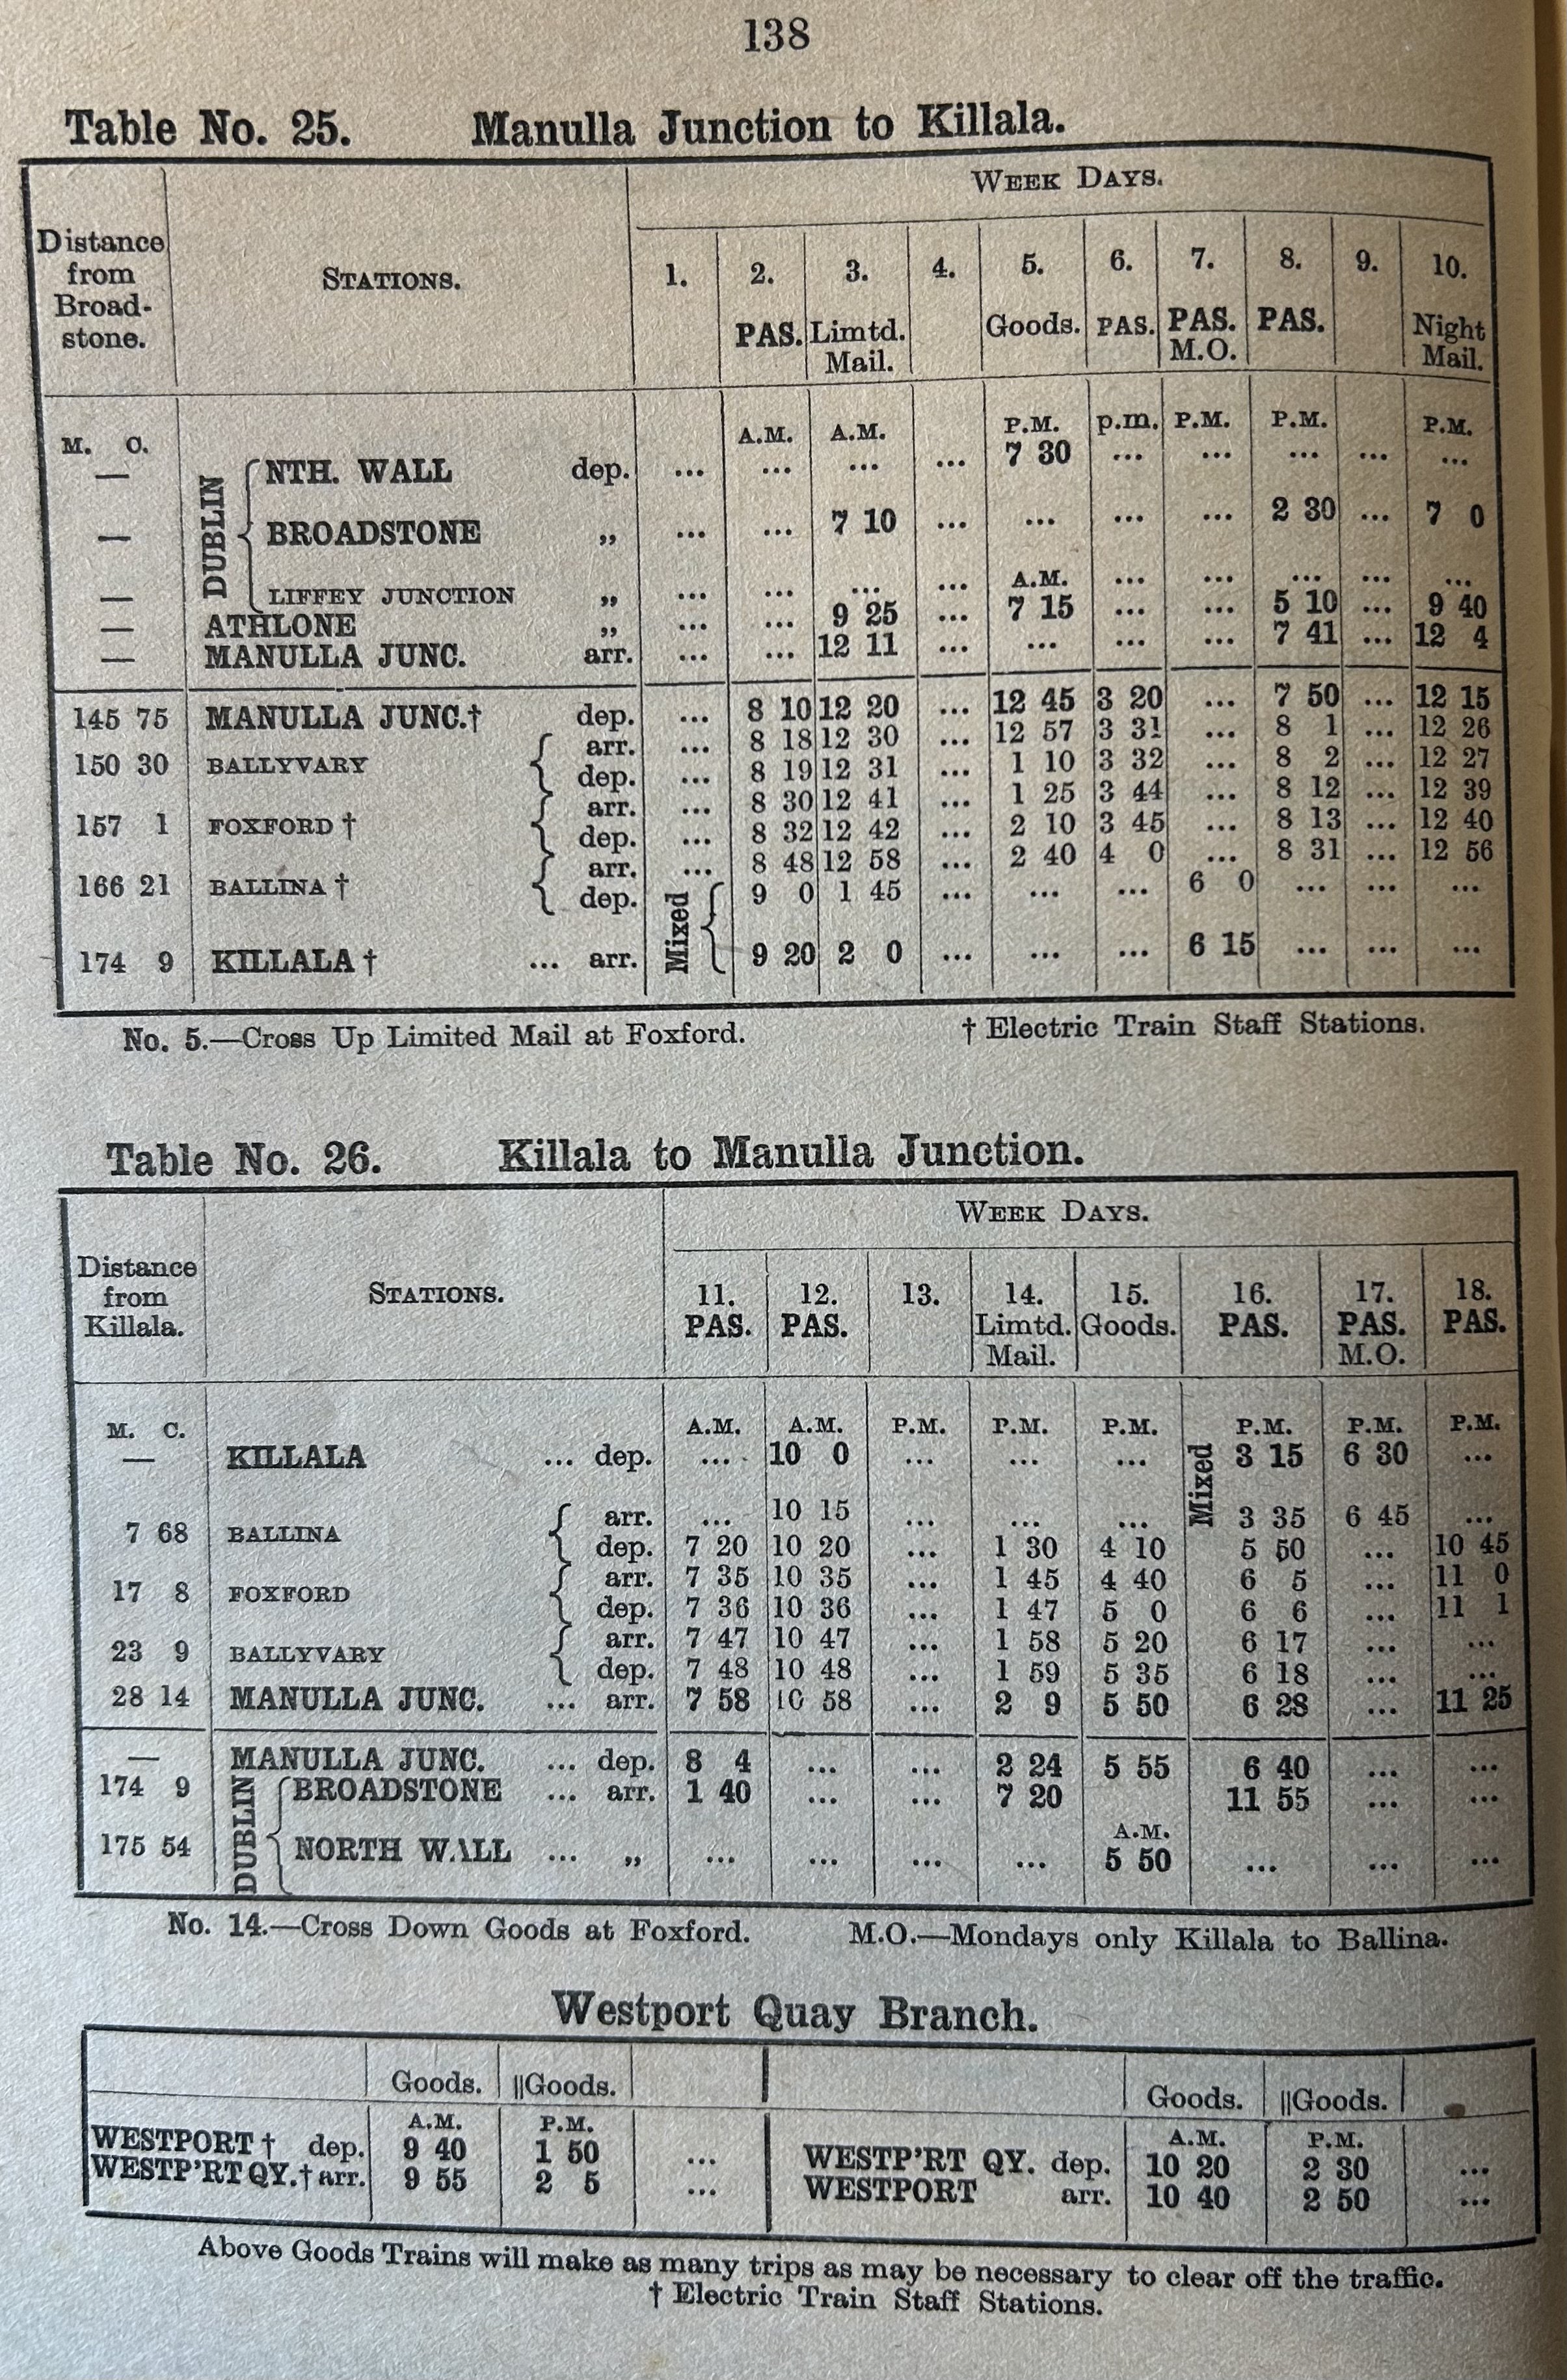 138
Table No. 25. Manulla Junction to Killala.
Distance from Broad-stone. STATIONS. WEEK DAYS.
1. 2. 3. 4. 5. 6. 7. 8. 9. 10.
PAS. Limtd. Mail. Goods. PAS. PAS. M.O. PAS. Night Mail.
M. C. A.M. A.M. P.M. p.m. P.M. P.M. P.M.
— DUBLIN NTH. WALL dep. ... ... ... ... 7 30 ... ... ... ... ...
— BROADSTONE „ ... ... 7 10 ... ... ... ... 2 30 ... 7 0
A.M.
— LIFFEY JUNCTION „ ... ... ... ... ... ... ... ... ...
— ATHLONE „ ... ... 9 25 ... 7 15 ... ... 5 10 ... 9 40
— MANULLA JUNC. arr. ... ... 12 11 ... ... ... ... 7 41 ... 12 4
145 75 MANULLA JUNC.† dep. ... 8 10 12 20 ... 12 45 3 20 ... 7 50 ... 12 15
150 30 BALLYVARY arr. ... 8 18 12 30 ... 12 57 3 31 ... 8 1 ... 12 26
dep. ... 8 19 12 31 ... 1 10 3 32 ... 8 2 ... 12 27
157 1 FOXFORD † arr. ... 8 30 12 41 ... 1 25 3 44 ... 8 12 ... 12 39
dep. ... 8 32 12 42 ... 2 10 3 45 ... 8 13 ... 12 40
166 21 BALLINA † arr. ... 8 48 12 58 ... 2 40 4 0 ... 8 31 ... 12 56
dep. Mixed 9 0 1 45 ... ... ... 6 0 ... ... ...
174 9 KILLALA † ... arr. 9 20 2 0 ... ... ... 6 15 ... ... ...
No. 5.—Cross Up Limited Mail at Foxford. † Electric Train Staff Stations.
Table No. 26. Killala to Manulla Junction.
Distance from Killala. STATIONS. WEEK DAYS.
11. 12. 13. 14. 15. 16. 17. 18.
PAS. PAS. Limtd. Mail. Goods. PAS. PAS. M.O. PAS.
M. C. A.M. A.M. P.M. P.M. P.M. P.M. P.M. P.M.
— KILLALA ... dep. ... 10 0 ... ... ... Mixed 3 15 6 30 ...
7 68 BALLINA arr. ... 10 15 ... ... ... 3 35 6 45 ...
dep. 7 20 10 20 ... 1 30 4 10 5 50 ... 10 45
17 8 FOXFORD arr. 7 35 10 35 ... 1 45 4 40 6 5 ... 11 0
dep. 7 36 10 36 ... 1 47 5 0 6 6 ... 11 1
23 9 BALLYVARY arr. 7 47 10 47 ... 1 58 5 20 6 17 ... ...
dep. 7 48 10 48 ... 1 59 5 35 6 18 ... ...
28 14 MANULLA JUNC. ... arr. 7 58 10 58 ... 2 9 5 50 6 28 ... 11 25
— MANULLA JUNC. ... dep. 8 4 ... ... 2 24 5 55 6 40 ... ...
174 9 DUBLIN BROADSTONE ... arr. 1 40 ... ... 7 20 11 55 ... ...
A.M.
175 54 NORTH WALL ... „ ... ... ... ... 5 50 ... ... ...
No. 14.—Cross Down Goods at Foxford. M.O.—Mondays only Killala to Ballina.
Westport Quay Branch.
Goods. ||Goods. Goods. ||Goods.
A.M. P.M. A.M. P.M.
WESTPORT † dep. 9 40 1 50 ... WESTP'RT QY. dep. 10 20 2 30 ...
WESTP'RT QY.† arr. 9 55 2 5 ... WESTPORT arr. 10 40 2 50 ...
Above Goods Trains will make as many trips as may be necessary to clear off the traffic.
† Electric Train Staff Stations.